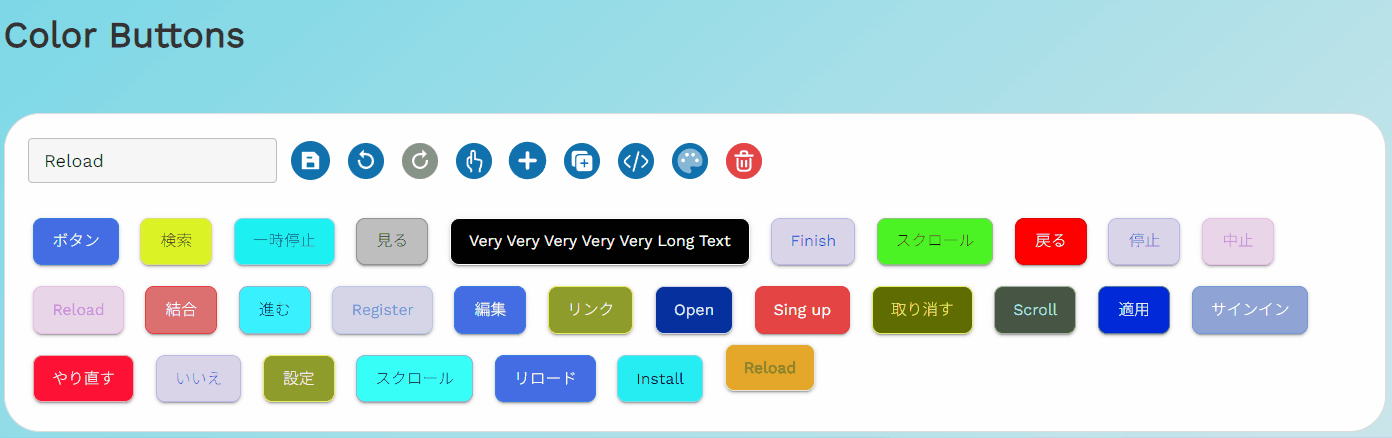 Color Buttons
Reload
ボタン 検索 一時停止 見る Very Very Very Very Very Long Text Finish スクロール 戻る 停止 中止
Reload 結合 進む Register 編集 リンク Open Sing up 取り消す Scroll 適用 サインイン
やり直す いいえ 設定 スクロール リロード Install Reload